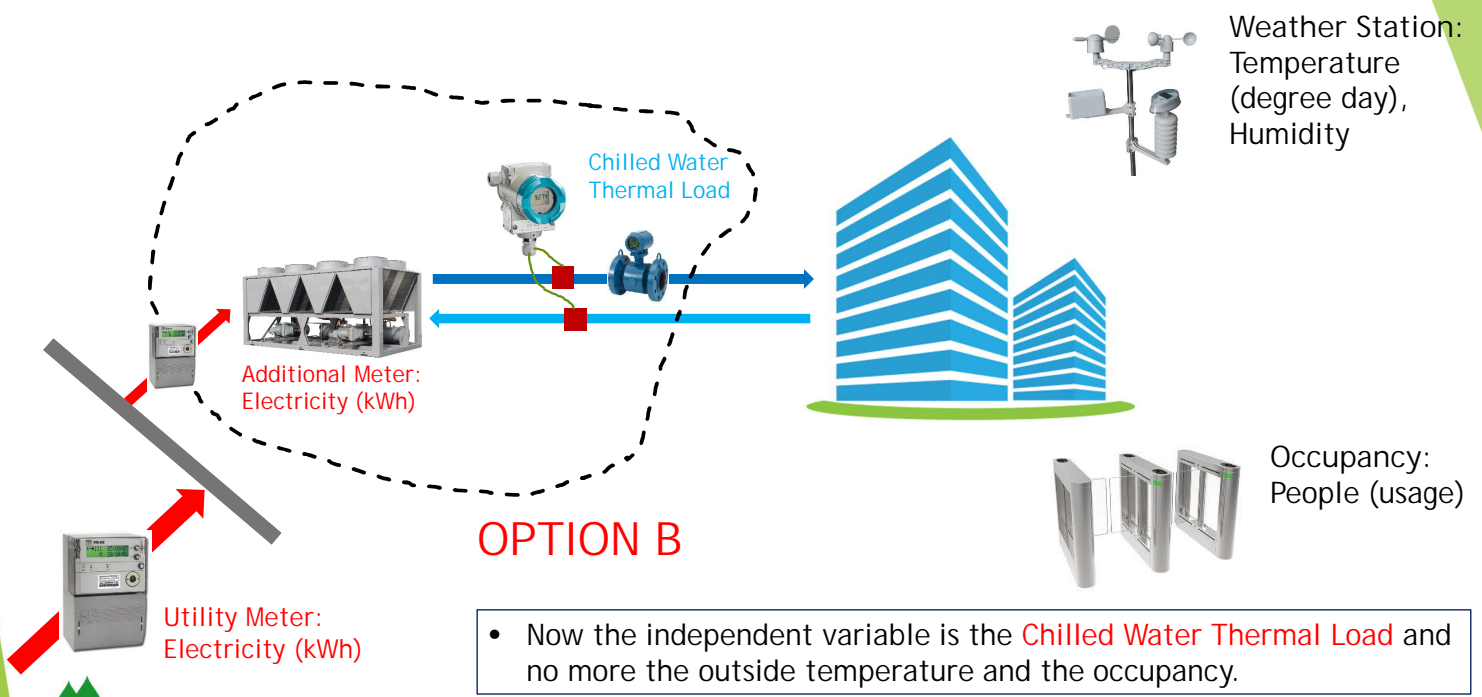 Weather Station:
Temperature
(degree day),
Humidity
Chilled Water
Thermal Load
Additional Meter:
Electricity (kWh)
Occupancy:
People (usage)
OPTION B
Utility Meter:
Electricity (kWh)
• Now the independent variable is the Chilled Water Thermal Load and
no more the outside temperature and the occupancy.